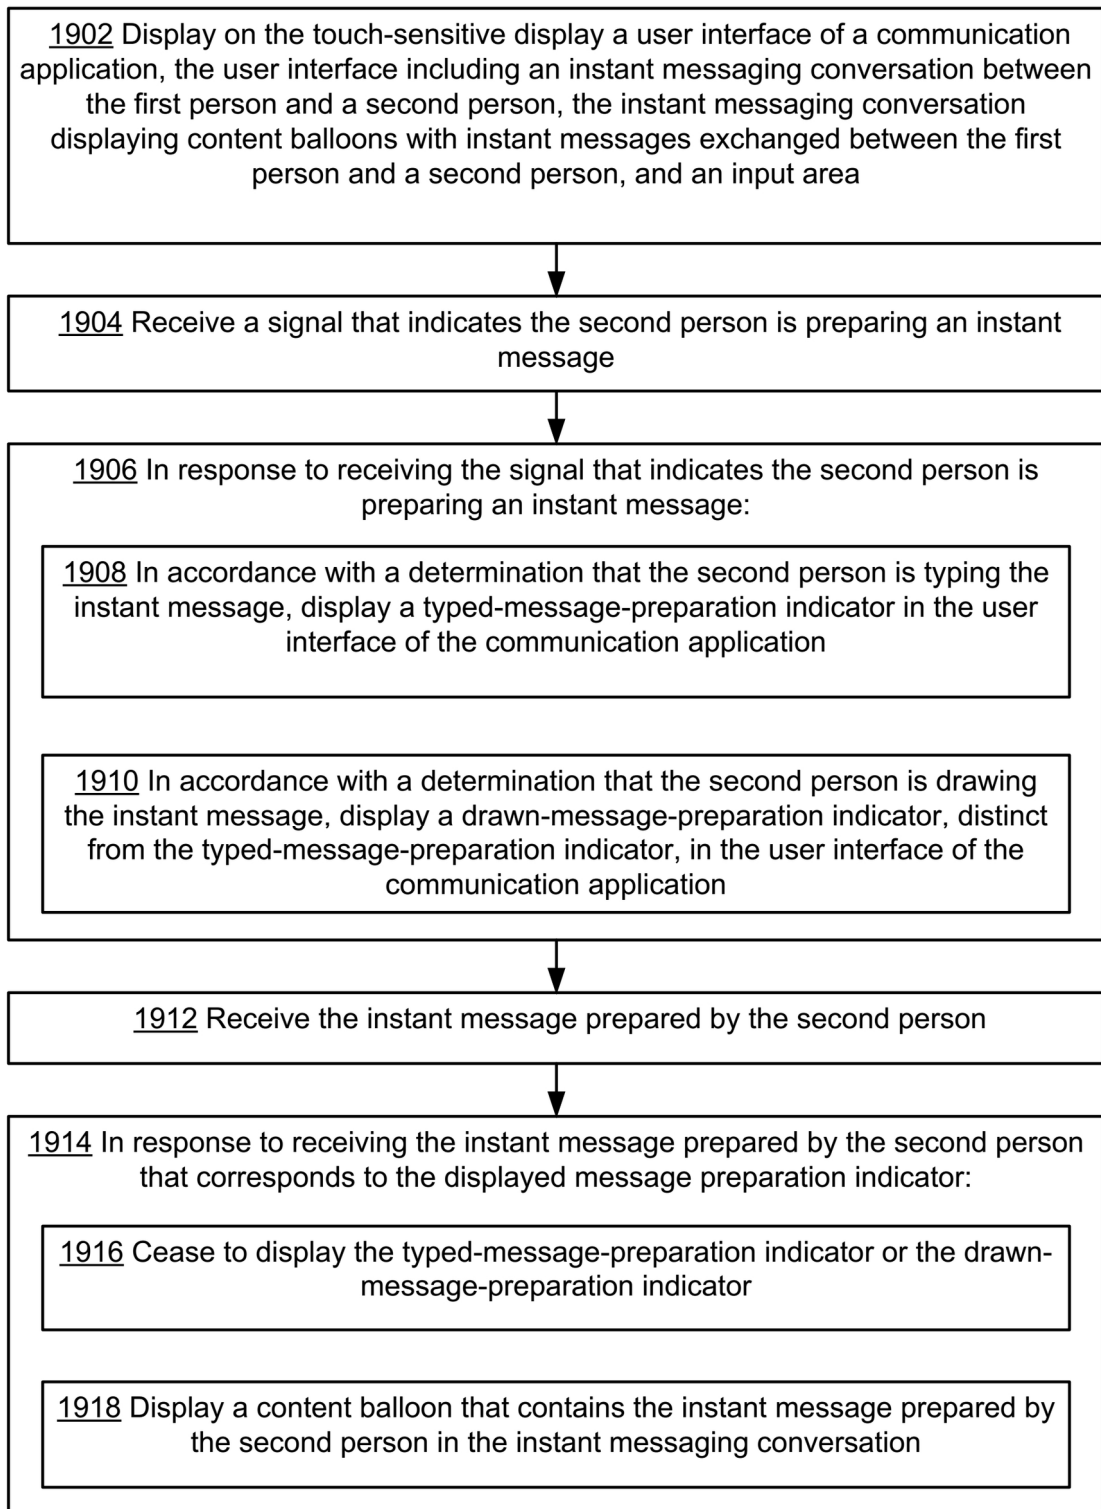 1902 Display on the touch-sensitive display a user interface of a communication
application, the user interface including an instant messaging conversation between
the first person and a second person, the instant messaging conversation
displaying content balloons with instant messages exchanged between the first
person and a second person, and an input area
1904 Receive a signal that indicates the second person is preparing an instant
message
1906 In response to receiving the signal that indicates the second person is
preparing an instant message:
1908 In accordance with a determination that the second person is typing the
instant message, display a typed-message-preparation indicator in the user
interface of the communication application
1910 In accordance with a determination that the second person is drawing
the instant message, display a drawn-message-preparation indicator, distinct
from the typed-message-preparation indicator, in the user interface of the
communication application
1912 Receive the instant message prepared by the second person
1914 In response to receiving the instant message prepared by the second person
that corresponds to the displayed message preparation indicator:
1916 Cease to display the typed-message-preparation indicator or the drawn-
message-preparation indicator
1918 Display a content balloon that contains the instant message prepared by
the second person in the instant messaging conversation